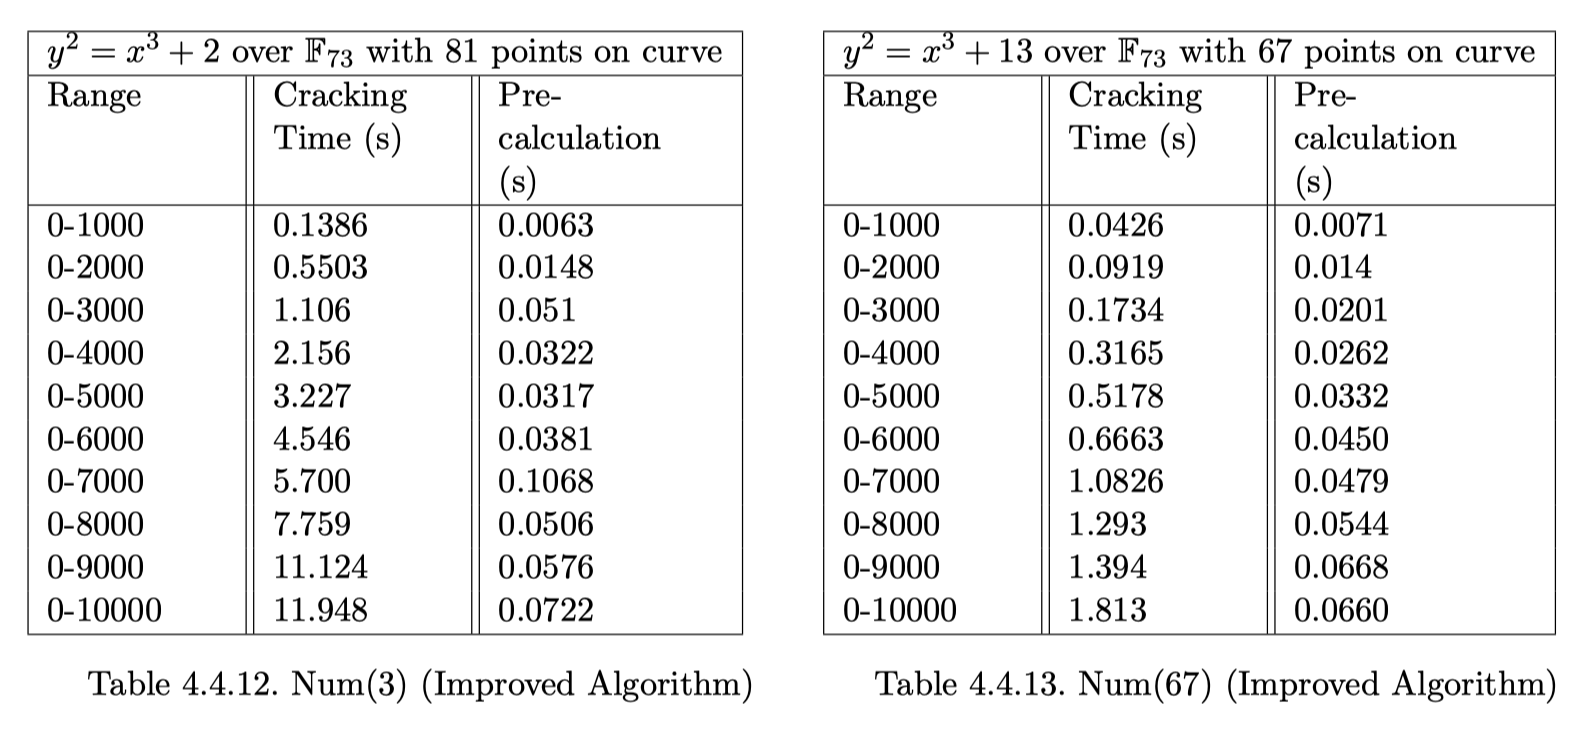 y² = x³ + 2 over 𝔽₇₃ with 81 points on curve
Range Cracking Time (s) Pre-calculation (s)
0-1000 0.1386 0.0063
0-2000 0.5503 0.0148
0-3000 1.106 0.051
0-4000 2.156 0.0322
0-5000 3.227 0.0317
0-6000 4.546 0.0381
0-7000 5.700 0.1068
0-8000 7.759 0.0506
0-9000 11.124 0.0576
0-10000 11.948 0.0722
Table 4.4.12. Num(3) (Improved Algorithm)
y² = x³ + 13 over 𝔽₇₃ with 67 points on curve
Range Cracking Time (s) Pre-calculation (s)
0-1000 0.0426 0.0071
0-2000 0.0919 0.014
0-3000 0.1734 0.0201
0-4000 0.3165 0.0262
0-5000 0.5178 0.0332
0-6000 0.6663 0.0450
0-7000 1.0826 0.0479
0-8000 1.293 0.0544
0-9000 1.394 0.0668
0-10000 1.813 0.0660
Table 4.4.13. Num(67) (Improved Algorithm)